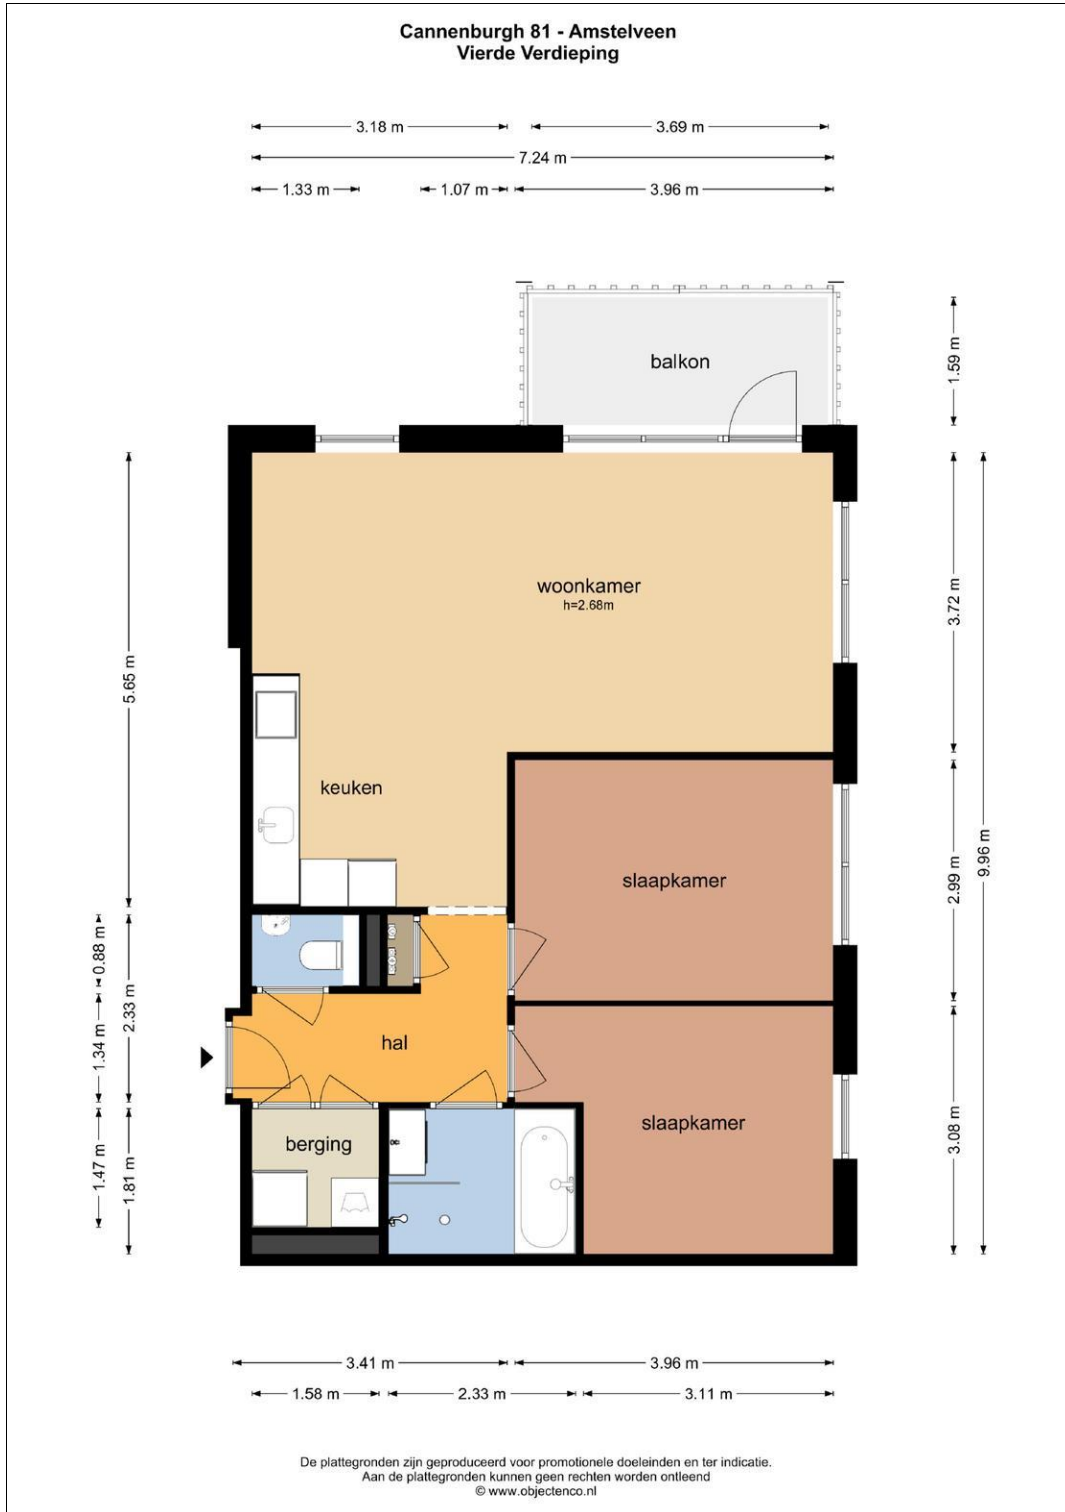 Cannenburgh 81 - Amstelveen
Vierde Verdieping
3.18 m
3.69 m
7.24 m
1.33 m
1.07 m
3.96 m
balkon
1.59 m
woonkamer
h=2.68m
3.72 m
5.65 m
keuken
9.96 m
slaapkamer
2.99 m
0.88 m
2.33 m
1.34 m
hal
slaapkamer
3.08 m
berging
1.47 m
1.81 m
3.41 m
3.96 m
1.58 m
2.33 m
3.11 m
De plattegronden zijn geproduceerd voor promotionele doeleinden en ter indicatie.
Aan de plattegronden kunnen geen rechten worden ontleend
© www.objectenco.nl